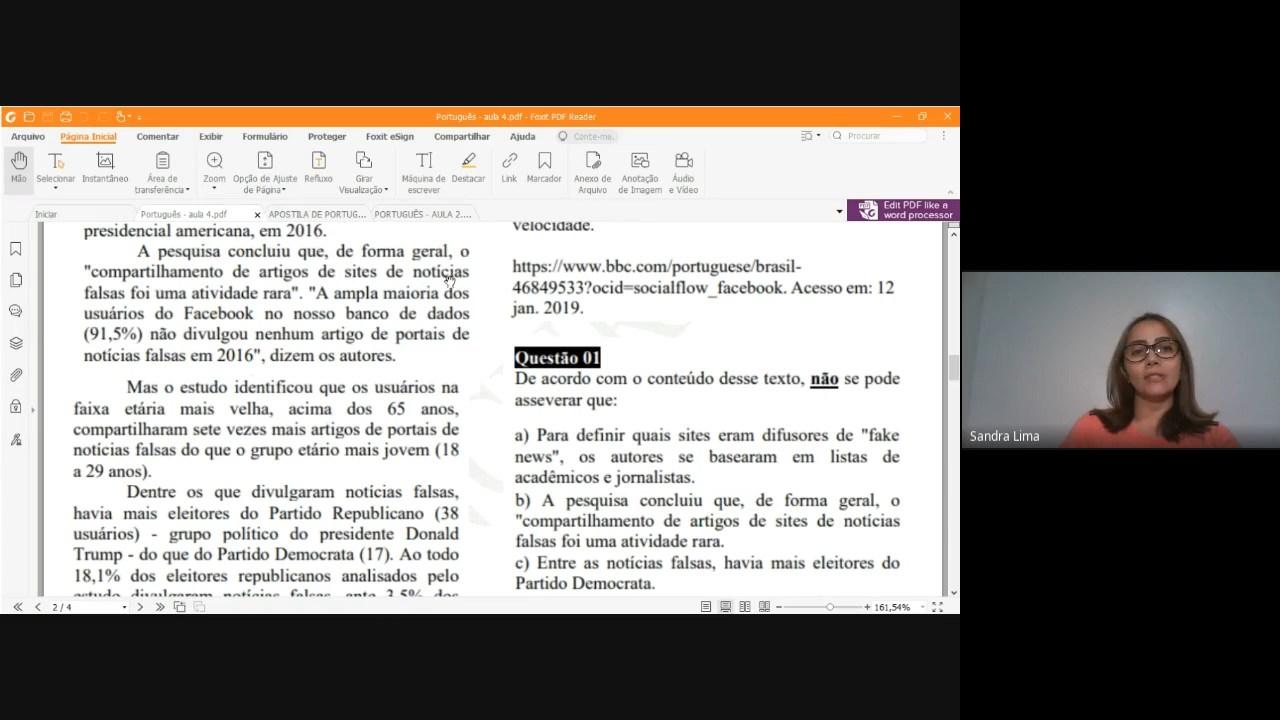 Português - aula 4.pdf - Foxit PDF Reader
Arquivo
Página Inicial
Comentar
Exibir
Formulário
Proteger
Foxit eSign
Compartilhar
Ajuda
Conte-me.
Procurar
Mão
Selecionar
Instantâneo
Área de
transferência
Zoom
Opção de Ajuste
de Página
Refluxo
Girar
Visualização
Máquina de
escrever
Destacar
Link
Marcador
Anexo de
Arquivo
Anotação
de Imagem
Áudio
e Vídeo
Iniciar
Português - aula 4.pdf
APOSTILA DE PORTUG...
PORTUGUÊS - AULA 2....
Edit PDF like a
word processor
presidencial americana, em 2016.
A pesquisa concluiu que, de forma geral, o
"compartilhamento de artigos de sites de notícias
falsas foi uma atividade rara". "A ampla maioria dos
usuários do Facebook no nosso banco de dados
(91,5%) não divulgou nenhum artigo de portais de
notícias falsas em 2016", dizem os autores.
Mas o estudo identificou que os usuários na
faixa etária mais velha, acima dos 65 anos,
compartilharam sete vezes mais artigos de portais de
notícias falsas do que o grupo etário mais jovem (18
a 29 anos).
Dentre os que divulgaram notícias falsas,
havia mais eleitores do Partido Republicano (38
usuários) - grupo político do presidente Donald
Trump - do que do Partido Democrata (17). Ao todo
18,1% dos eleitores republicanos analisados pelo
estudo divulgaram notícias falsas, ante 3,5% dos
velocidade.
https://www.bbc.com/portuguese/brasil-
46849533?ocid=socialflow_facebook. Acesso em: 12
jan. 2019.
Questão 01
De acordo com o conteúdo desse texto, não se pode
asseverar que:
a) Para definir quais sites eram difusores de "fake
news", os autores se basearam em listas de
acadêmicos e jornalistas.
b) A pesquisa concluiu que, de forma geral, o
"compartilhamento de artigos de sites de notícias
falsas foi uma atividade rara.
c) Entre as notícias falsas, havia mais eleitores do
Partido Democrata.
2 / 4
161,54%
Sandra Lima